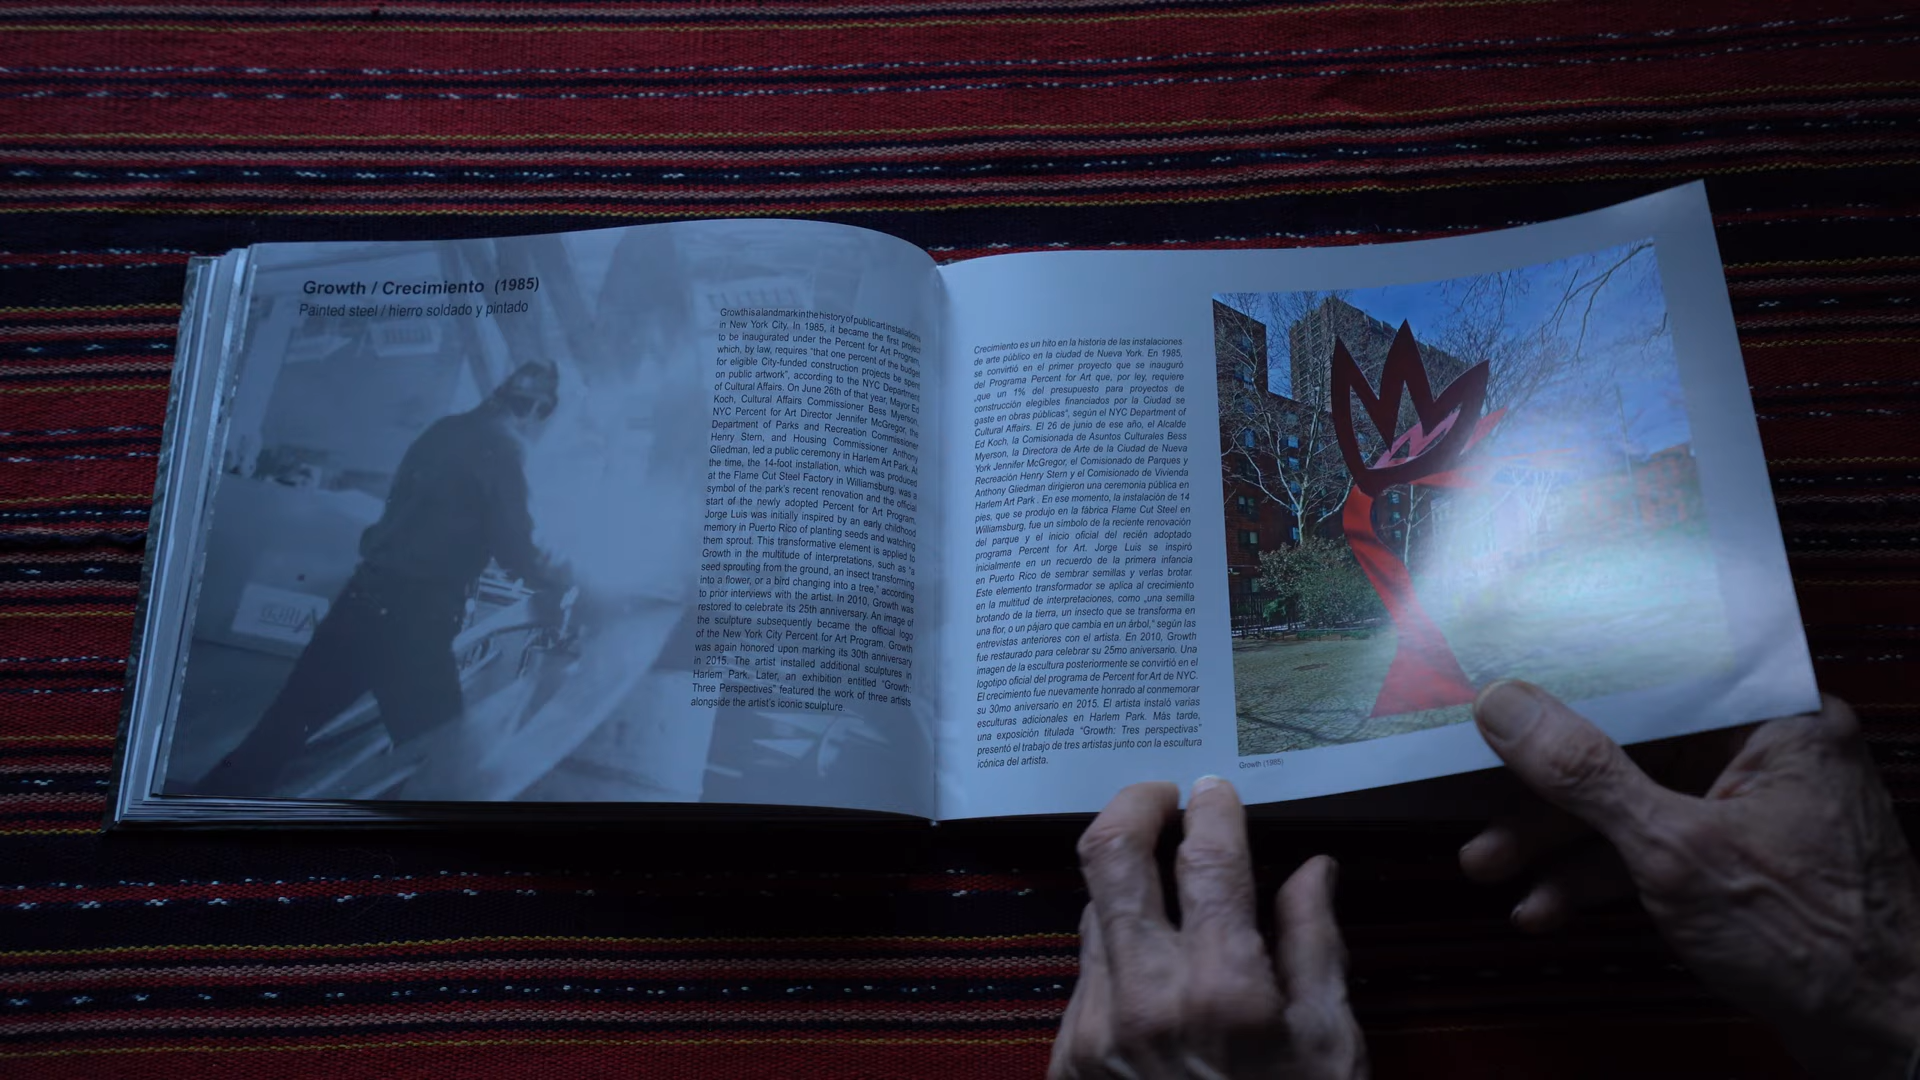 Growth / Crecimiento (1985)
Painted steel / hierro soldado y pintado
Growth is a landmark in the history of public art installations
in New York City. In 1985, it became the first project
to be inaugurated under the Percent for Art Program,
which, by law, requires "that one percent of the budget
for eligible City-funded construction projects be spent
on public artwork", according to the NYC Department
of Cultural Affairs. On June 26th of that year, Mayor Ed
Koch, Cultural Affairs Commissioner Bess Myerson,
NYC Percent for Art Director Jennifer McGregor, the
Department of Parks and Recreation Commissioner
Henry Stern, and Housing Commissioner Anthony
Gliedman, led a public ceremony in Harlem Art Park. At
the time, the 14-foot installation, which was produced
at the Flame Cut Steel Factory in Williamsburg, was a
symbol of the park's recent renovation and the official
start of the newly adopted Percent for Art Program.
Jorge Luis was initially inspired by an early childhood
memory in Puerto Rico of planting seeds and watching
them sprout. This transformative element is applied to
Growth in the multitude of interpretations, such as "a
seed sprouting from the ground, an insect transforming
into a flower, or a bird changing into a tree," according
to prior interviews with the artist. In 2010, Growth was
restored to celebrate its 25th anniversary. An image of
the sculpture subsequently became the official logo
of the New York City Percent for Art Program. Growth
was again honored upon marking its 30th anniversary
in 2015. The artist installed additional sculptures in
Harlem Park. Later, an exhibition entitled "Growth:
Three Perspectives" featured the work of three artists
alongside the artist's iconic sculpture.
Crecimiento es un hito en la historia de las instalaciones
de arte público en la ciudad de Nueva York. En 1985,
se convirtió en el primer proyecto que se inauguró
del Programa Percent for Art que, por ley, requiere
„que un 1% del presupuesto para proyectos de
construcción elegibles financiados por la Ciudad se
gaste en obras públicas", según el NYC Department of
Cultural Affairs. El 26 de junio de ese año, el Alcalde
Ed Koch, la Comisionada de Asuntos Culturales Bess
Myerson, la Directora de Arte de la Ciudad de Nueva
York Jennifer McGregor, el Comisionado de Parques y
Recreación Henry Stern y el Comisionado de Vivienda
Anthony Gliedman dirigieron una ceremonia pública en
Harlem Art Park . En ese momento, la instalación de 14
pies, que se produjo en la fábrica Flame Cut Steel en
Williamsburg, fue un símbolo de la reciente renovación
del parque y el inicio oficial del recién adoptado
programa Percent for Art. Jorge Luis se inspiró
inicialmente en un recuerdo de la primera infancia
en Puerto Rico de sembrar semillas y verlas brotar.
Este elemento transformador se aplica al crecimiento
en la multitud de interpretaciones, como „una semilla
brotando de la tierra, un insecto que se transforma en
una flor, o un pájaro que cambia en un árbol," según las
entrevistas anteriores con el artista. En 2010, Growth
fue restaurado para celebrar su 25mo aniversario. Una
imagen de la escultura posteriormente se convirtió en el
logotipo oficial del programa de Percent for Art de NYC.
El crecimiento fue nuevamente honrado al conmemorar
su 30mo aniversario en 2015. El artista instaló varias
esculturas adicionales en Harlem Park. Más tarde,
una exposición titulada "Growth: Tres perspectivas"
presentó el trabajo de tres artistas junto con la escultura
icónica del artista.
Growth (1985)